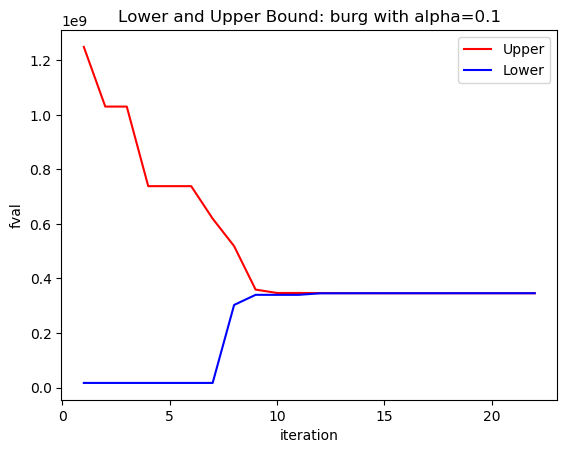 Lower and Upper Bound: burg with alpha=0.1
1e9
Upper
Lower
1.2
1.0
0.8
0.6
0.4
0.2
0.0
fval
0 5 10 15 20
iteration